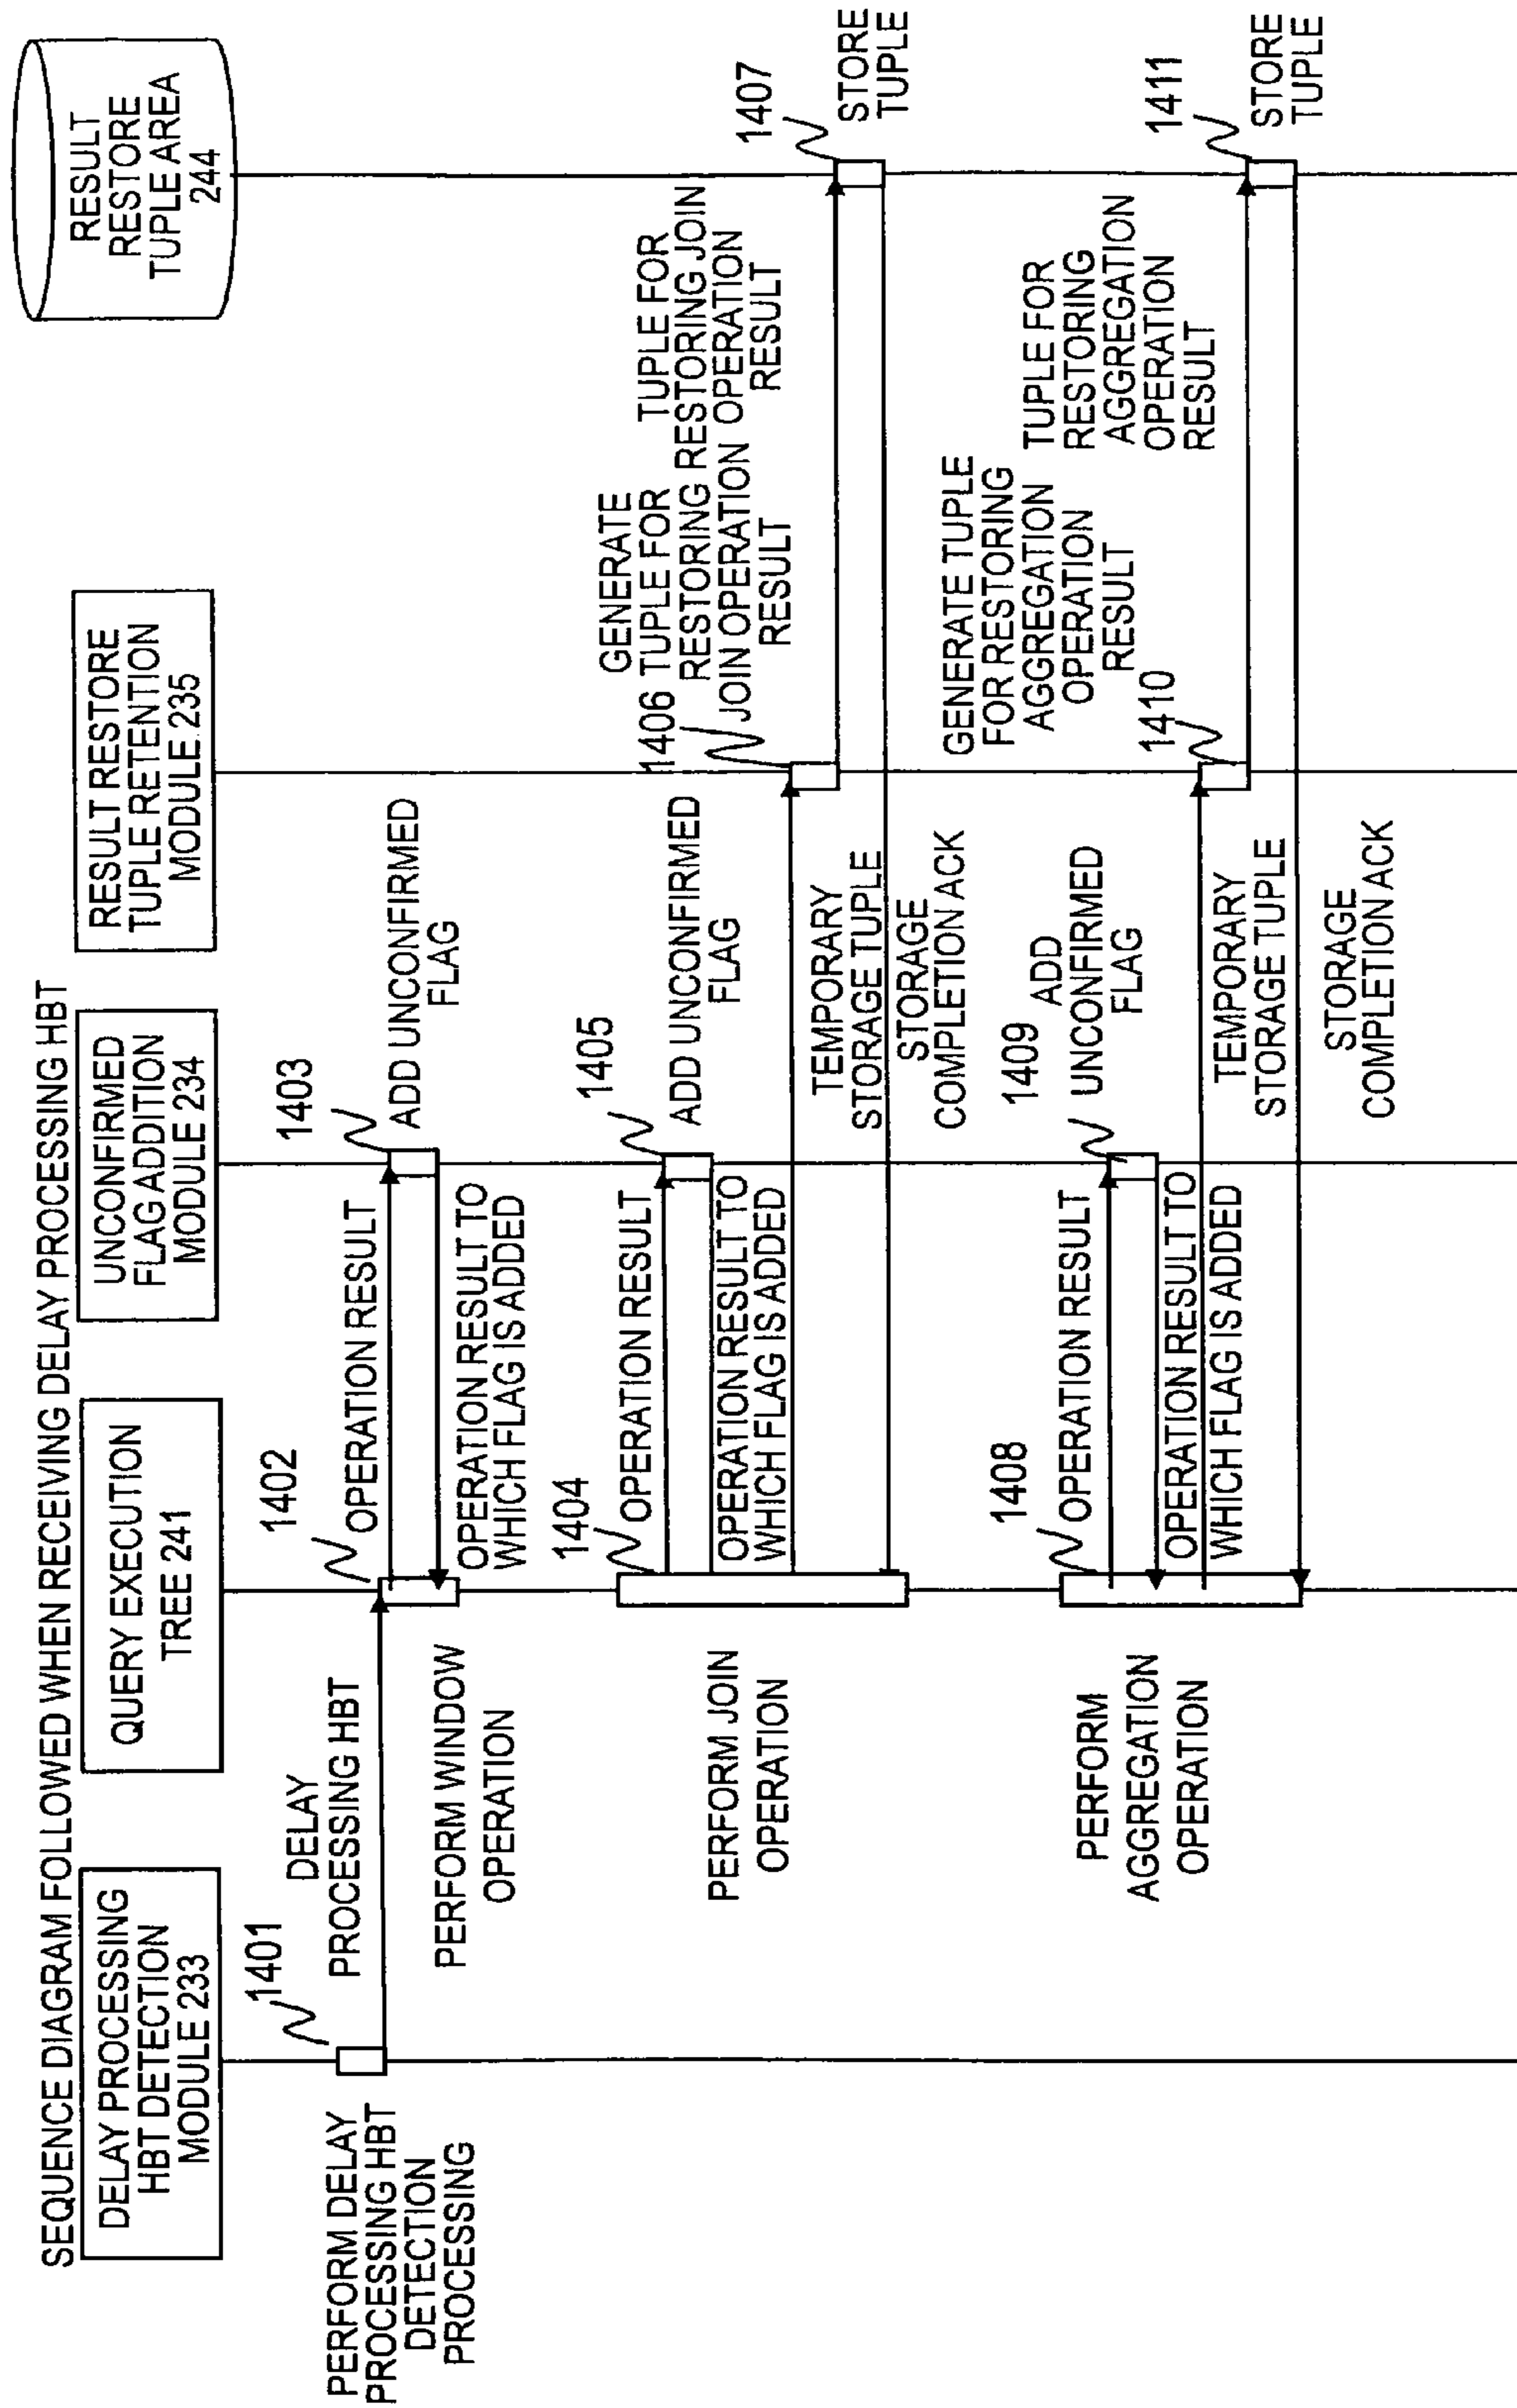 SEQUENCE DIAGRAM FOLLOWED WHEN RECEIVING DELAY PROCESSING HBT
DELAY PROCESSING
HBT DETECTION
MODULE 233
QUERY EXECUTION
TREE 241
UNCONFIRMED
FLAG ADDITION
MODULE 234
RESULT RESTORE
TUPLE RETENTION
MODULE 235
RESULT
RESTORE
TUPLE AREA
244
1401
PERFORM DELAY
PROCESSING HBT
DETECTION
PROCESSING
DELAY
PROCESSING HBT
1402
PERFORM WINDOW
OPERATION
OPERATION RESULT
1403
ADD UNCONFIRMED
FLAG
OPERATION RESULT TO
WHICH FLAG IS ADDED
1404
PERFORM JOIN
OPERATION
OPERATION RESULT
1405
ADD UNCONFIRMED
FLAG
OPERATION RESULT TO
WHICH FLAG IS ADDED
TEMPORARY
STORAGE TUPLE
1406
GENERATE
TUPLE FOR
RESTORING
JOIN OPERATION
RESULT
TUPLE FOR
RESTORING JOIN
OPERATION
RESULT
1407
STORE
TUPLE
STORAGE
COMPLETION ACK
1408
PERFORM
AGGREGATION
OPERATION
OPERATION RESULT
1409
ADD
UNCONFIRMED
FLAG
OPERATION RESULT TO
WHICH FLAG IS ADDED
TEMPORARY
STORAGE TUPLE
1410
GENERATE TUPLE
FOR RESTORING
AGGREGATION
OPERATION
RESULT
TUPLE FOR
RESTORING
AGGREGATION
OPERATION
RESULT
1411
STORE
TUPLE
STORAGE
COMPLETION ACK